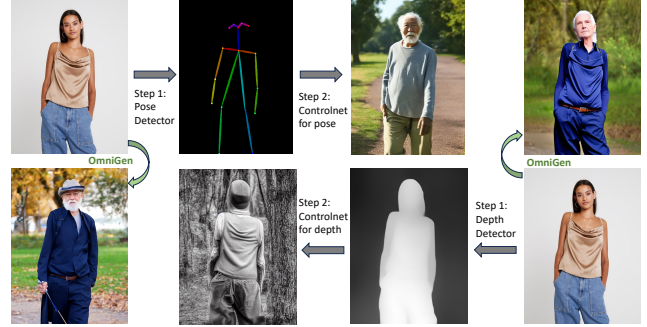 Step 1:
Pose
Detector
Step 2:
Controlnet
for pose
OmniGen
OmniGen
Step 2:
Controlnet
for depth
Step 1:
Depth
Detector